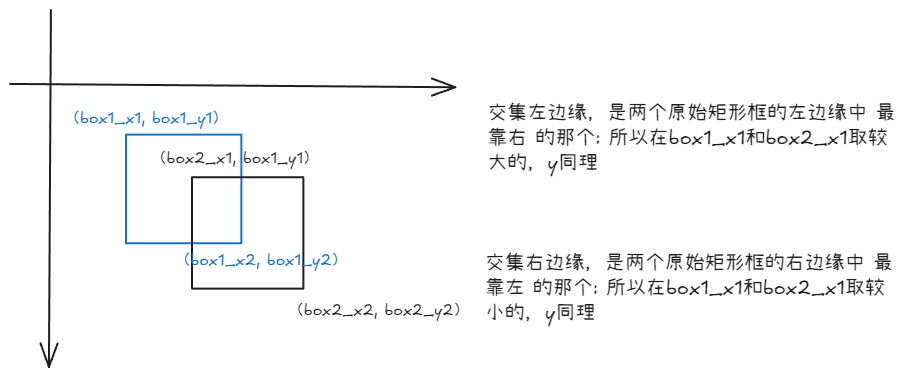 (box1_x1, box1_y1)
(box2_x1, box1_y1)
(box1_x2, box1_y2)
(box2_x2, box2_y2)
交集左边缘，是两个原始矩形框的左边缘中 最
靠右 的那个; 所以在box1_x1和box2_x1取较
大的，y同理
交集右边缘，是两个原始矩形框的右边缘中 最
靠左 的那个; 所以在box1_x1和box2_x1取较
小的，y同理